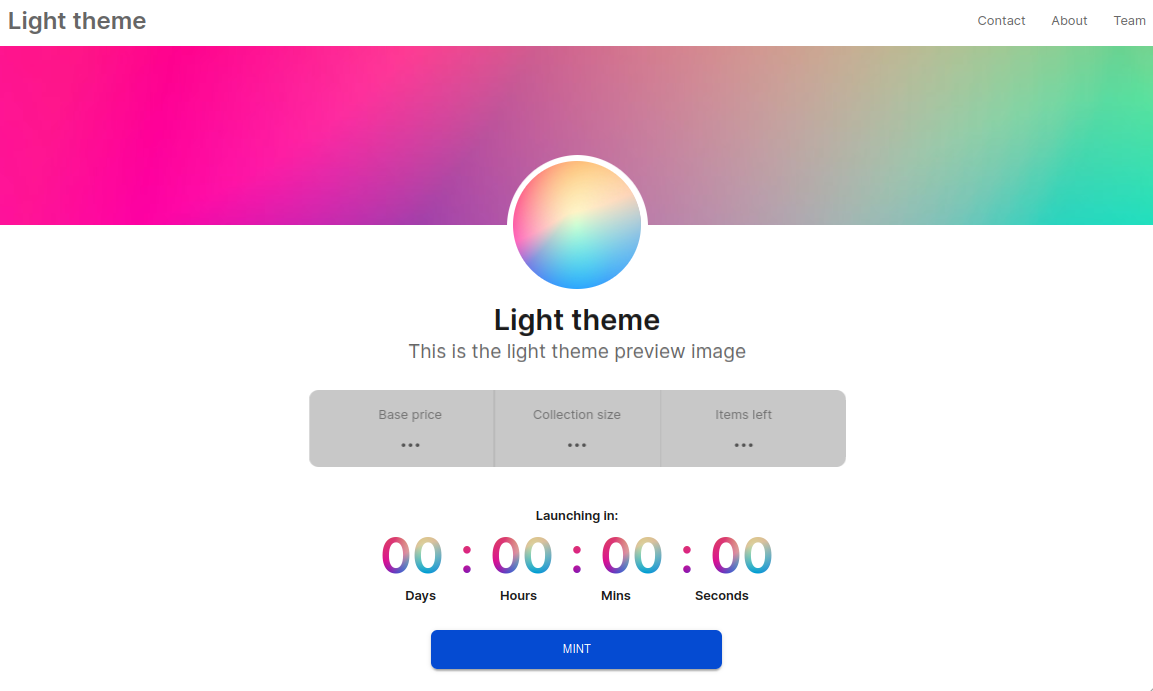 Light theme
Contact About Team
Light theme
This is the light theme preview image
Base price Collection size Items left
••• ••• •••
Launching in:
00 : 00 : 00 : 00
Days Hours Mins Seconds
MINT